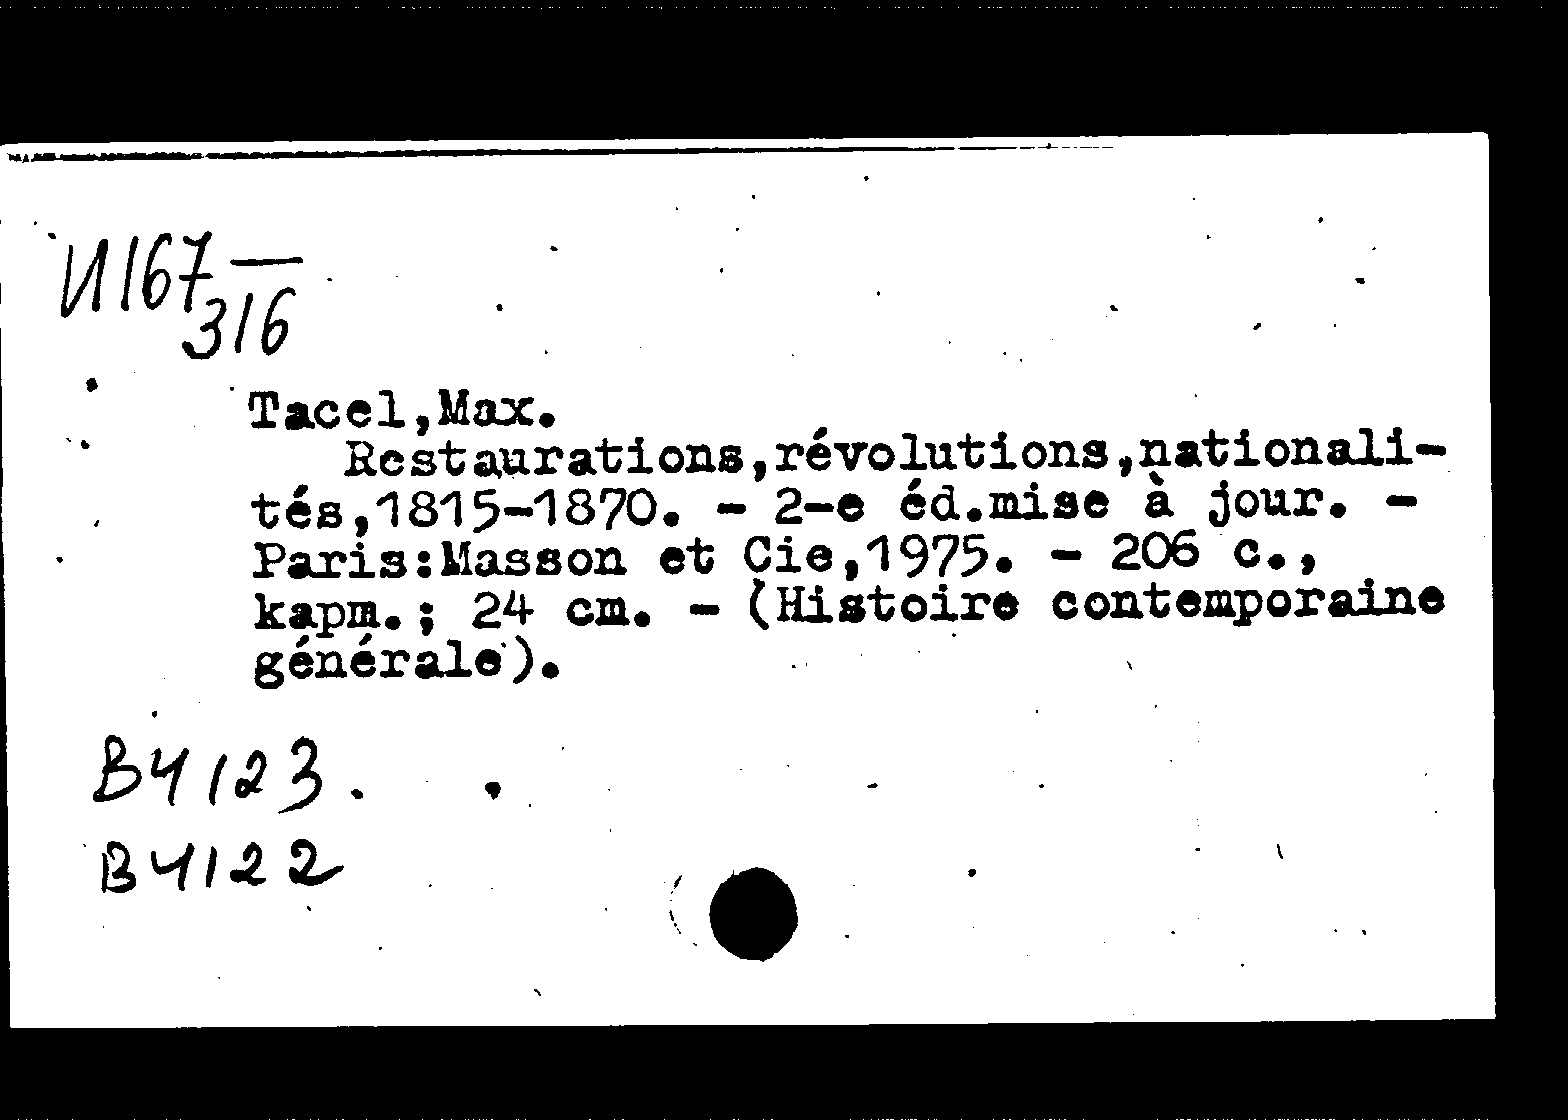 И167—
316
Tacel,Max.
Restaurations,révolutions,nationali-
tés,1815-1870. - 2-e éd.mise à jour. -
Paris:Masson et Cie,1975. - 206 c.,
kapm.; 24 cm. - (Histoire contemporaine
générale).
В4123.
В4122